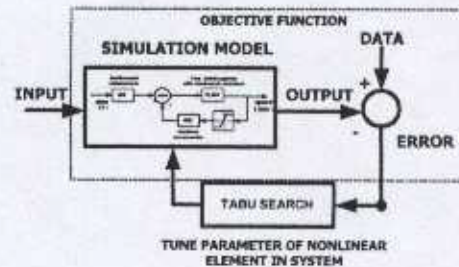 OBJECTIVE FUNCTION
SIMULATION MODEL
DATA
INPUT
OUTPUT
+
-
ERROR
TABU SEARCH
TUNE PARAMETER OF NONLINEAR
ELEMENT IN SYSTEM